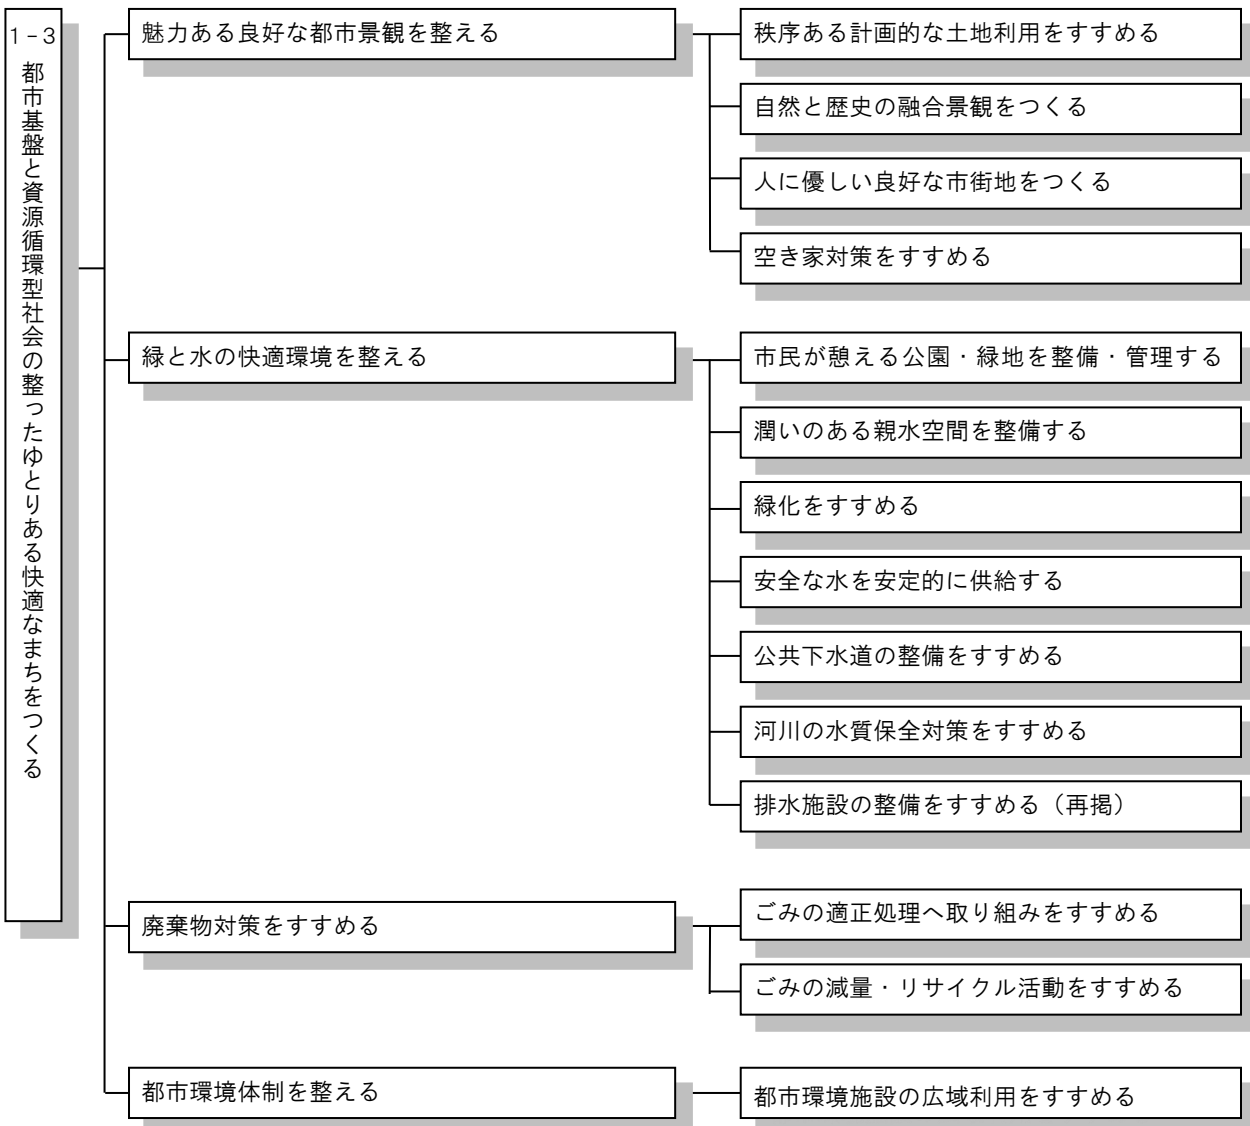 1-3
都市基盤と資源循環型社会の整ったゆとりある快適なまちをつくる
魅力ある良好な都市景観を整える
秩序ある計画的な土地利用をすすめる
自然と歴史の融合景観をつくる
人に優しい良好な市街地をつくる
空き家対策をすすめる
緑と水の快適環境を整える
市民が憩える公園・緑地を整備・管理する
潤いのある親水空間を整備する
緑化をすすめる
安全な水を安定的に供給する
公共下水道の整備をすすめる
河川の水質保全対策をすすめる
排水施設の整備をすすめる（再掲）
廃棄物対策をすすめる
ごみの適正処理へ取り組みをすすめる
ごみの減量・リサイクル活動をすすめる
都市環境体制を整える
都市環境施設の広域利用をすすめる